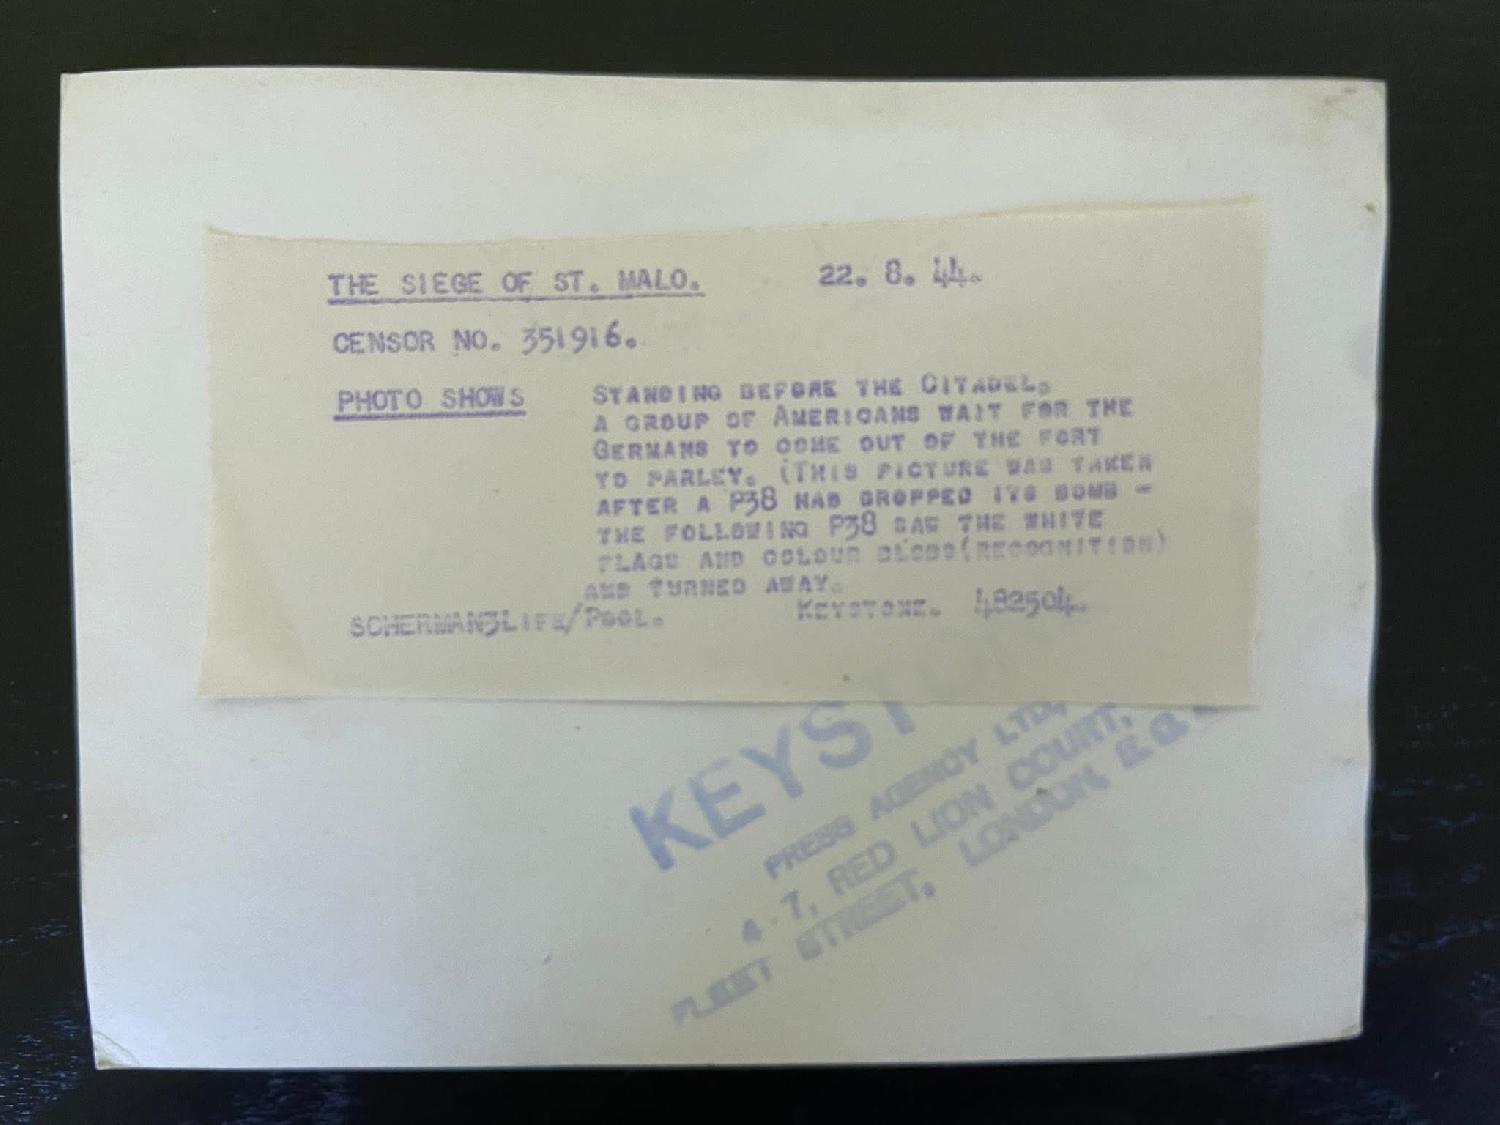 THE SIEGE OF ST. MALO. 22. 8. 44.
CENSOR NO. 351916.
PHOTO SHOWS STANDING BEFORE THE CITADEL.
A GROUP OF AMERICANS WAIT FOR THE
GERMANS TO COME OUT OF THE FORT
TO PARLEY. (THIS PICTURE WAS TAKEN
AFTER A P38 HAD DROPPED ITS BOMB -
THE FOLLOWING P38 SAW THE WHITE
FLAGS AND COLOUR (RECOGNITION)
AND TURNED AWAY.
SCHERMAN3LIFE/POOL. KEYSTONE. 482504.
KEYSTON
PRESS AGENCY LTD,
4-7, RED LION COURT,
FLEET STREET, LONDON, E.C.